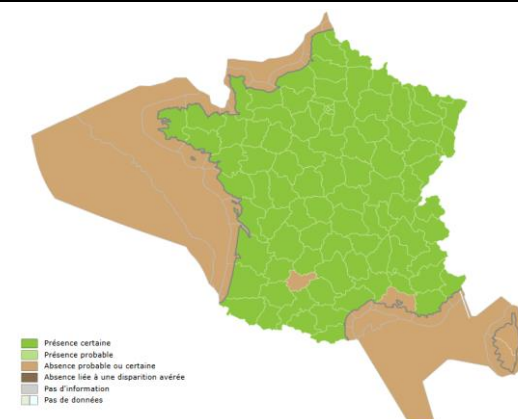 Présence certaine
Présence probable
Absence probable ou certaine
Absence liée à une disparition avérée
Pas d'information
Pas de données